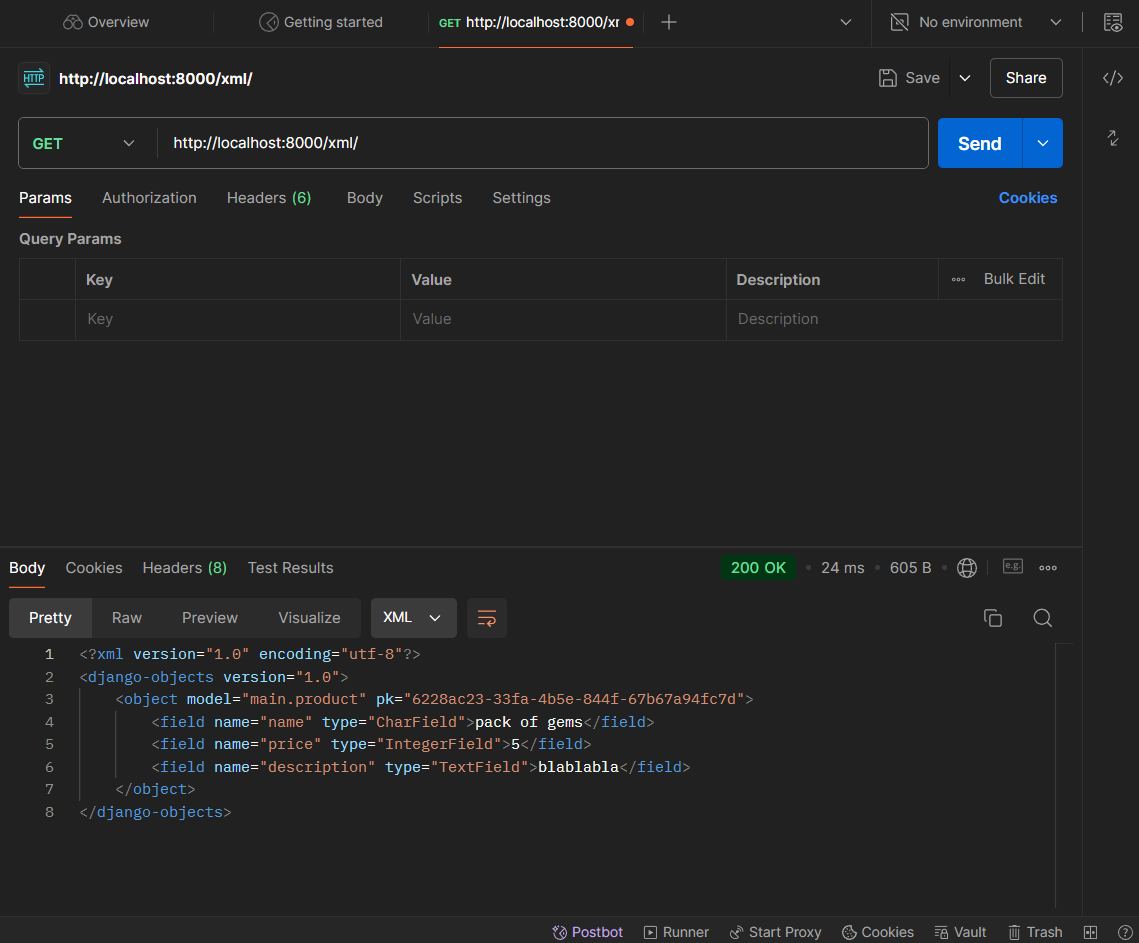 Overview Getting started GET http://localhost:8000/xr No environment
HTTP http://localhost:8000/xml/ Save Share
GET http://localhost:8000/xml/ Send
Params Authorization Headers (6) Body Scripts Settings Cookies
Query Params
Key Value Description Bulk Edit
Key Value Description
Body Cookies Headers (8) Test Results 200 OK 24 ms 605 B e.g.
Pretty Raw Preview Visualize XML
1 <?xml version="1.0" encoding="utf-8"?>
2 <django-objects version="1.0">
3 <object model="main.product" pk="6228ac23-33fa-4b5e-844f-67b67a94fc7d">
4 <field name="name" type="CharField">pack of gems</field>
5 <field name="price" type="IntegerField">5</field>
6 <field name="description" type="TextField">blablabla</field>
7 </object>
8 </django-objects>
Postbot Runner Start Proxy Cookies Vault Trash